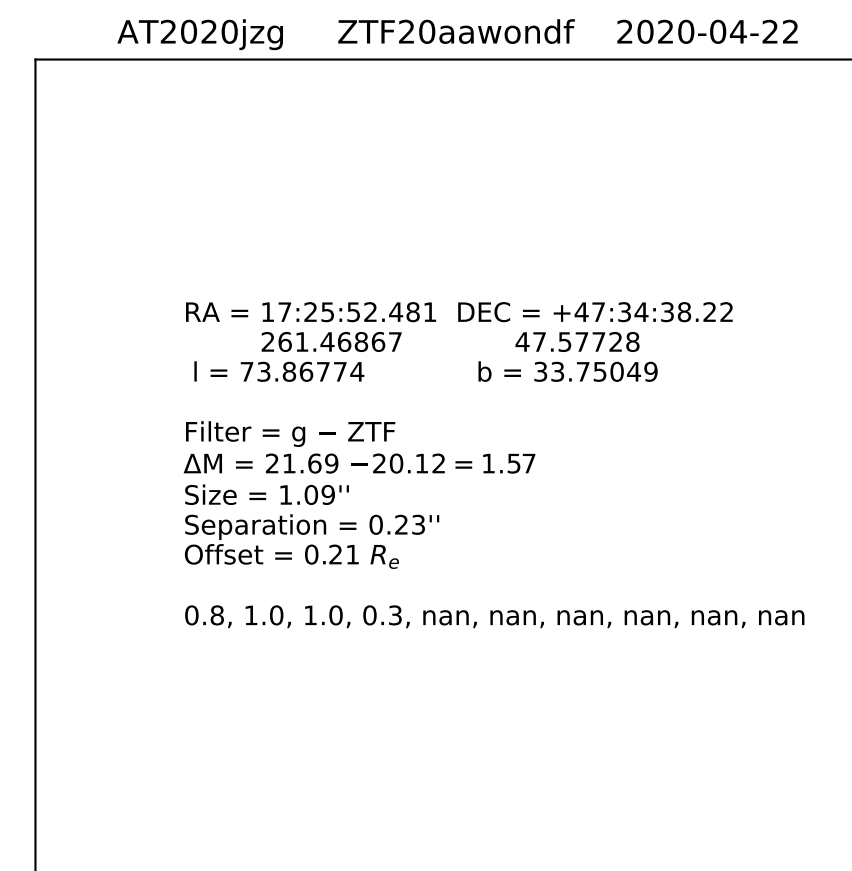 AT2020jzg ZTF20aawondf 2020-04-22
RA = 17:25:52.481 DEC = +47:34:38.22
261.46867 47.57728
l = 73.86774 b = 33.75049
Filter = g − ZTF
ΔM = 21.69 −20.12 = 1.57
Size = 1.09''
Separation = 0.23''
Offset = 0.21 Re
0.8, 1.0, 1.0, 0.3, nan, nan, nan, nan, nan, nan